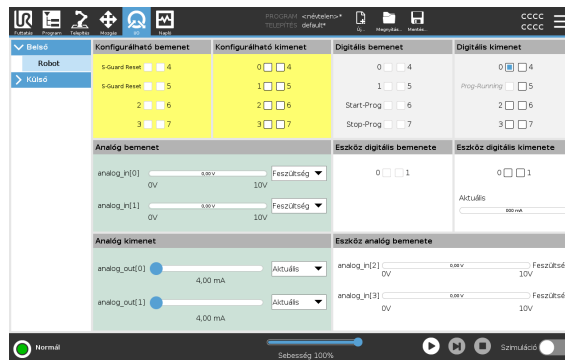 PROGRAM <névtelen>*
TELEPÍTÉS default*
Futtatás Program Telepítés Mozgás I/O Napló Új... Megnyitás... Mentés...
CCCC
CCCC
Belső
Robot
Külső
Konfigurálható bemenet
S-Guard Reset 4
S-Guard Reset 5
2 6
3 7
Konfigurálható kimenet
0 4
1 5
2 6
3 7
Digitális bemenet
0 4
1 5
Start-Prog 6
Stop-Prog 7
Digitális kimenet
0 4
Prog-Running 5
2 6
3 7
Analóg bemenet
analog_in[0] 0,00 V Feszültség
0V 10V
analog_in[1] 0,00 V Feszültség
0V 10V
Eszköz digitális bemenete
0 1
Eszköz digitális kimenete
0 1
Aktuális
000 mA
Analóg kimenet
analog_out[0] Aktuális
4,00 mA
analog_out[1] Aktuális
4,00 mA
Eszköz analóg bemenete
analog_in[2] 0,00 V Feszültsé
0V 10V
analog_in[3] 0,00 V Feszültsé
0V 10V
Normál
Sebesség 100%
Szimuláció